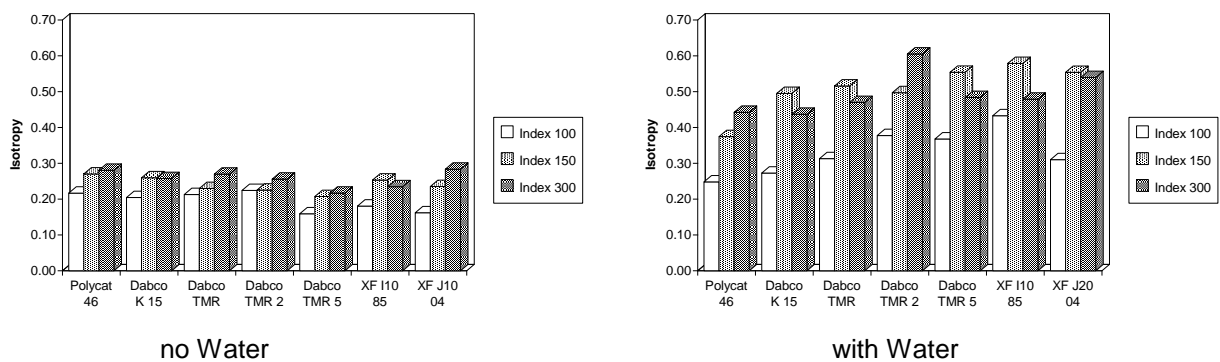 0.70
0.60
0.50
0.40
0.30
0.20
0.10
0.00
Isotropy
Polycat 46
Dabco K 15
Dabco TMR
Dabco TMR 2
Dabco TMR 5
XF I10 85
XF J10 04
Index 100
Index 150
Index 300
no Water
0.70
0.60
0.50
0.40
0.30
0.20
0.10
0.00
Isotropy
Polycat 46
Dabco K 15
Dabco TMR
Dabco TMR 2
Dabco TMR 5
XF I10 85
XF J20 04
Index 100
Index 150
Index 300
with Water